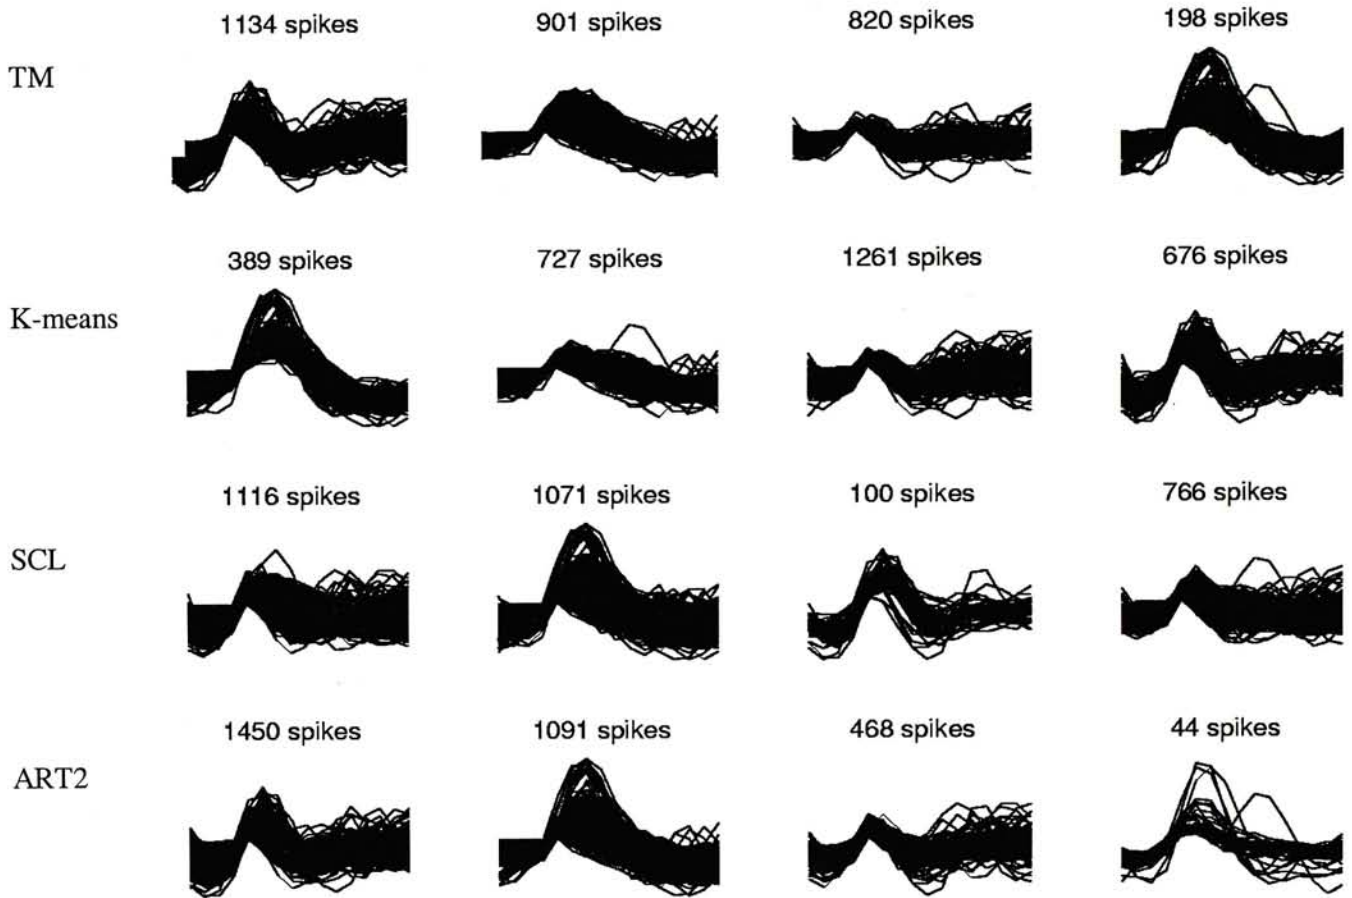 1134 spikes 901 spikes 820 spikes 198 spikes
TM
389 spikes 727 spikes 1261 spikes 676 spikes
K-means
1116 spikes 1071 spikes 100 spikes 766 spikes
SCL
1450 spikes 1091 spikes 468 spikes 44 spikes
ART2